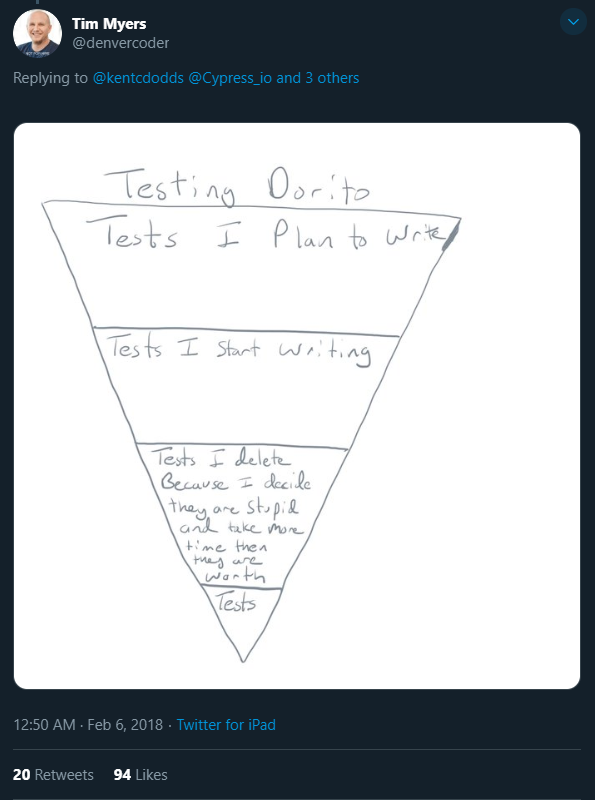 Tim Myers
@denvercoder
Replying to @kentcdodds @Cypress_io and 3 others
Testing Dorito
Tests I Plan to Write
Tests I Start Writing
Tests I delete
Because I decide
they are stupid
and take more
time then
they are
worth
Tests
12:50 AM · Feb 6, 2018 · Twitter for iPad
20 Retweets 94 Likes